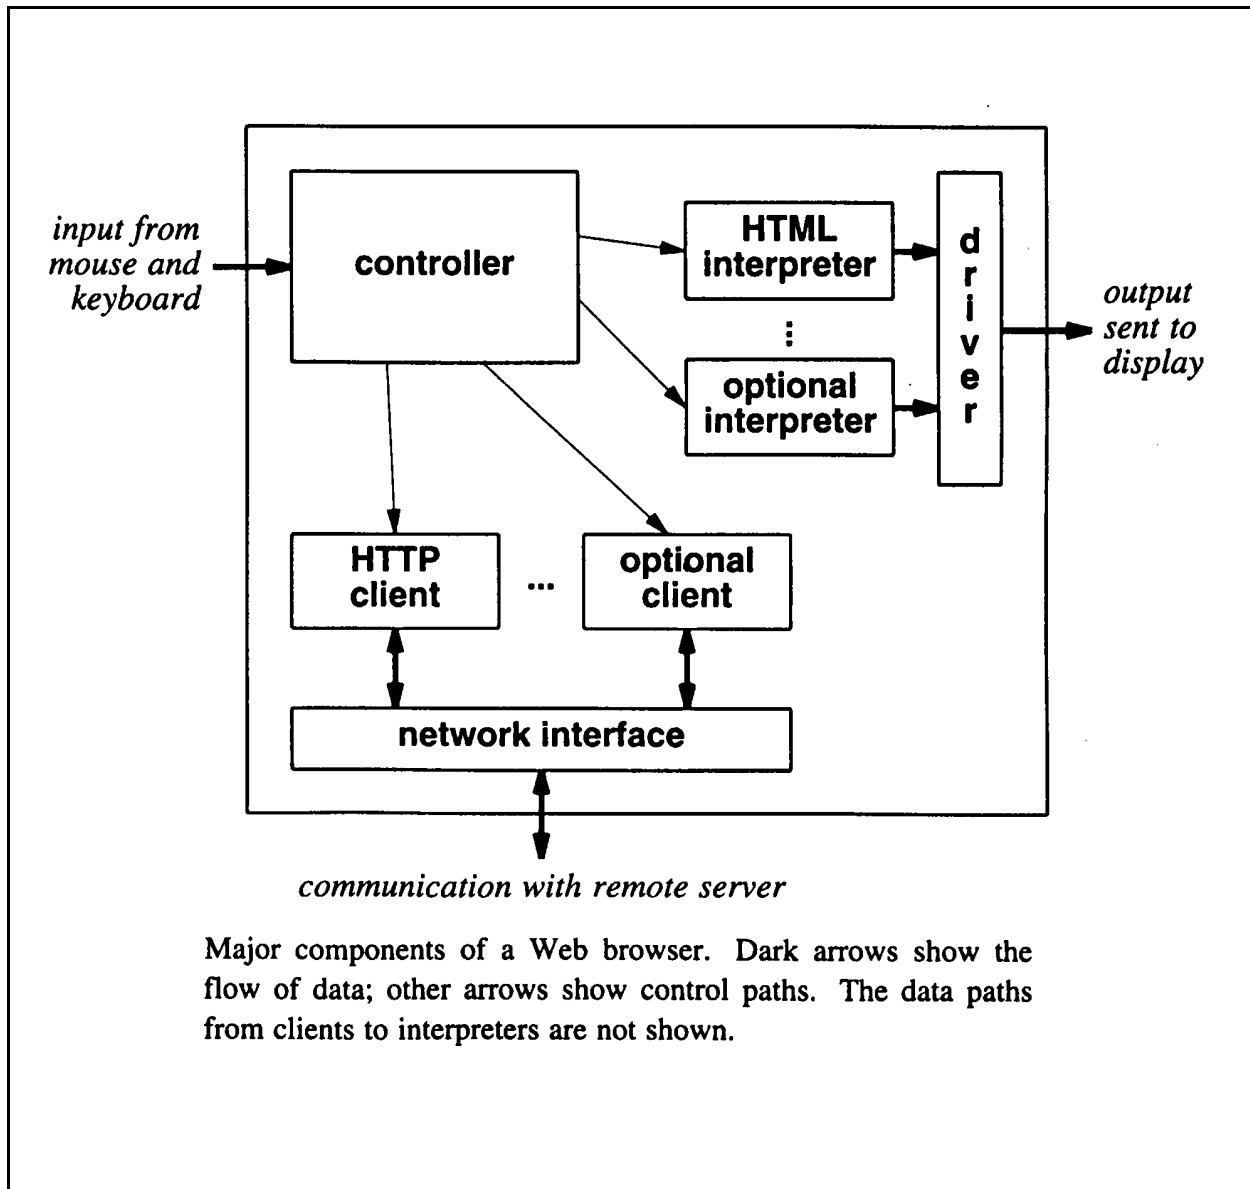 input from
mouse and
keyboard
controller
HTML
interpreter
⋮
optional
interpreter
driver
output
sent to
display
HTTP
client
...
optional
client
network interface
communication with remote server
Major components of a Web browser. Dark arrows show the
flow of data; other arrows show control paths. The data paths
from clients to interpreters are not shown.